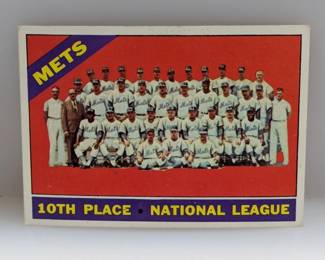 METS
10TH PLACE • NATIONAL LEAGUE